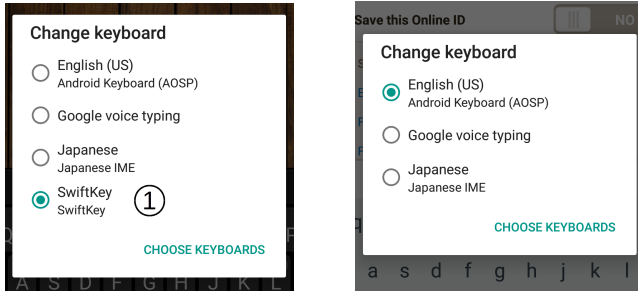 Change keyboard
English (US)
Android Keyboard (AOSP)
Google voice typing
Japanese
Japanese IME
SwiftKey
SwiftKey
①
CHOOSE KEYBOARDS
A S D F G H J K L
Save this Online ID
NO
Change keyboard
English (US)
Android Keyboard (AOSP)
Google voice typing
Japanese
Japanese IME
CHOOSE KEYBOARDS
a s d f g h j k l